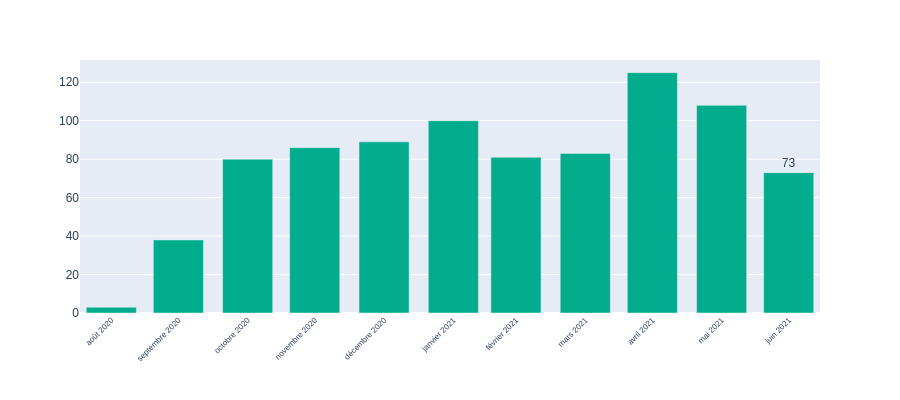 120
100
80
60
40
20
0
73
août 2020
septembre 2020
octobre 2020
novembre 2020
décembre 2020
janvier 2021
février 2021
mars 2021
avril 2021
mai 2021
juin 2021